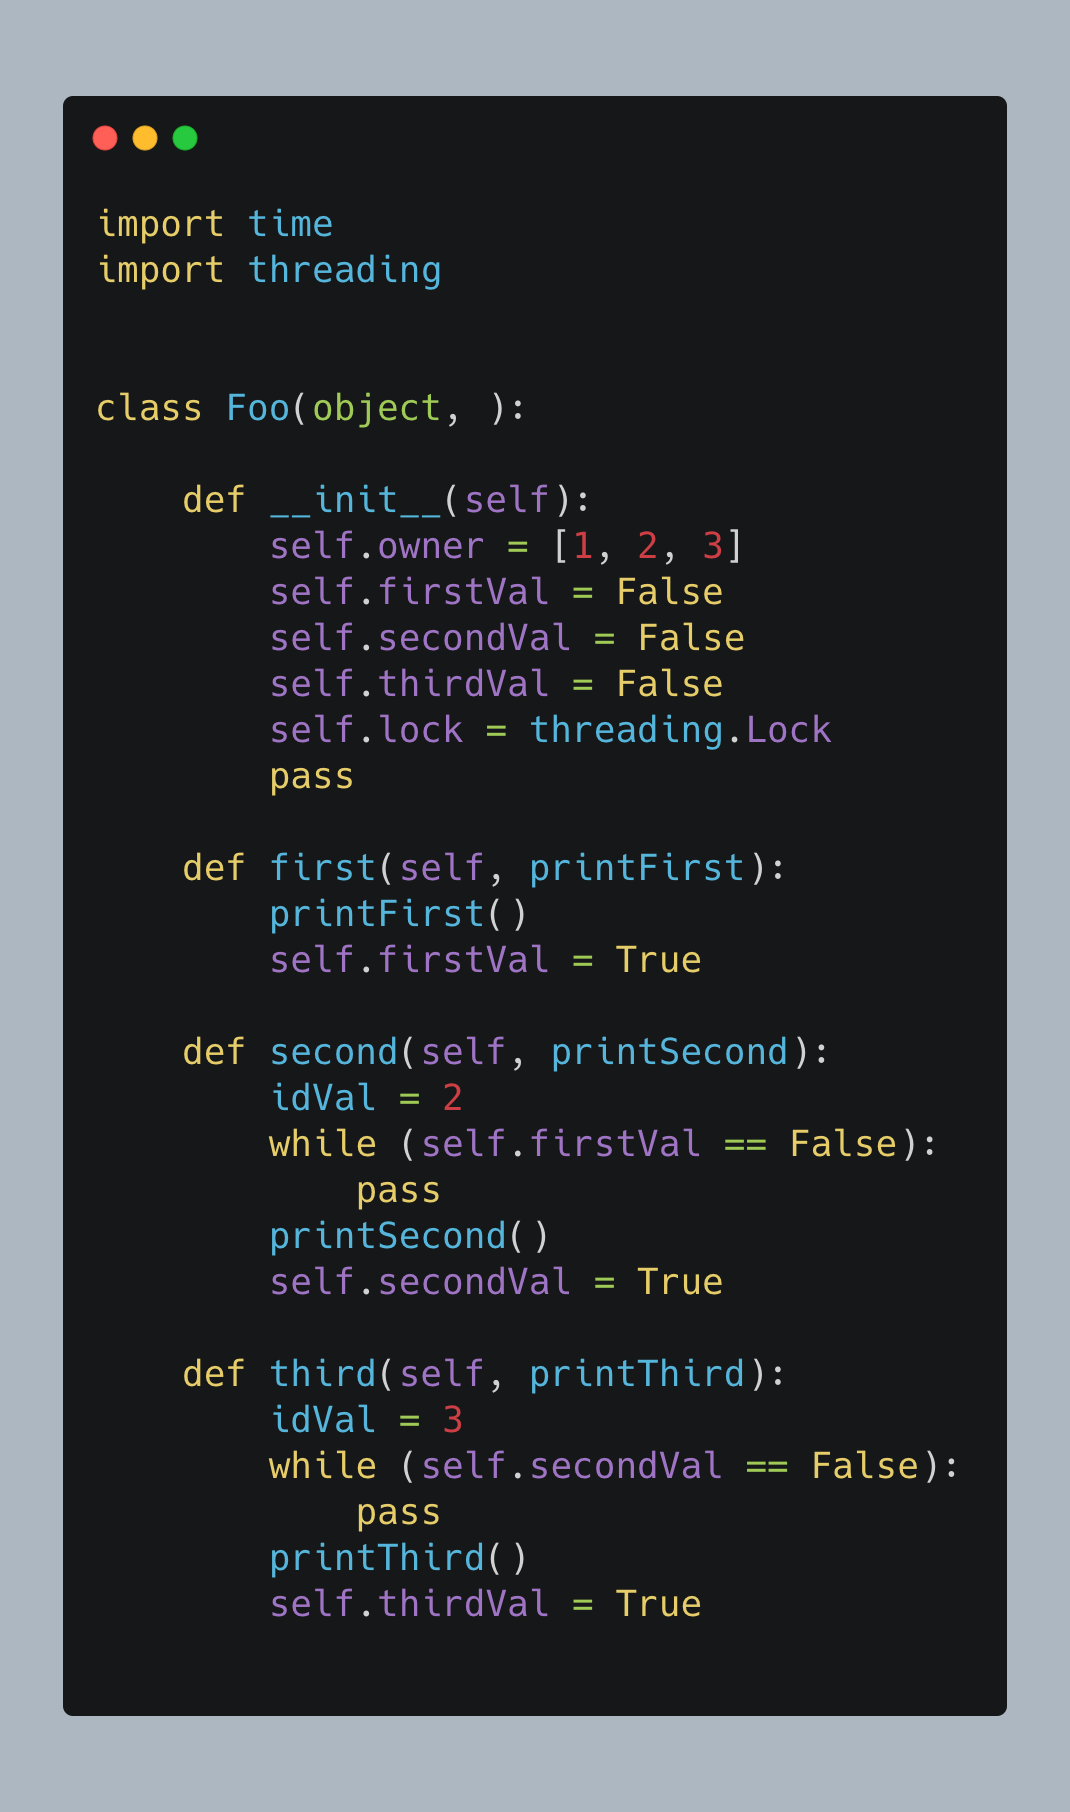 import time
import threading
class Foo(object, ):
    def __init__(self):
        self.owner = [1, 2, 3]
        self.firstVal = False
        self.secondVal = False
        self.thirdVal = False
        self.lock = threading.Lock
        pass
    def first(self, printFirst):
        printFirst()
        self.firstVal = True
    def second(self, printSecond):
        idVal = 2
        while (self.firstVal == False):
            pass
        printSecond()
        self.secondVal = True
    def third(self, printThird):
        idVal = 3
        while (self.secondVal == False):
            pass
        printThird()
        self.thirdVal = True